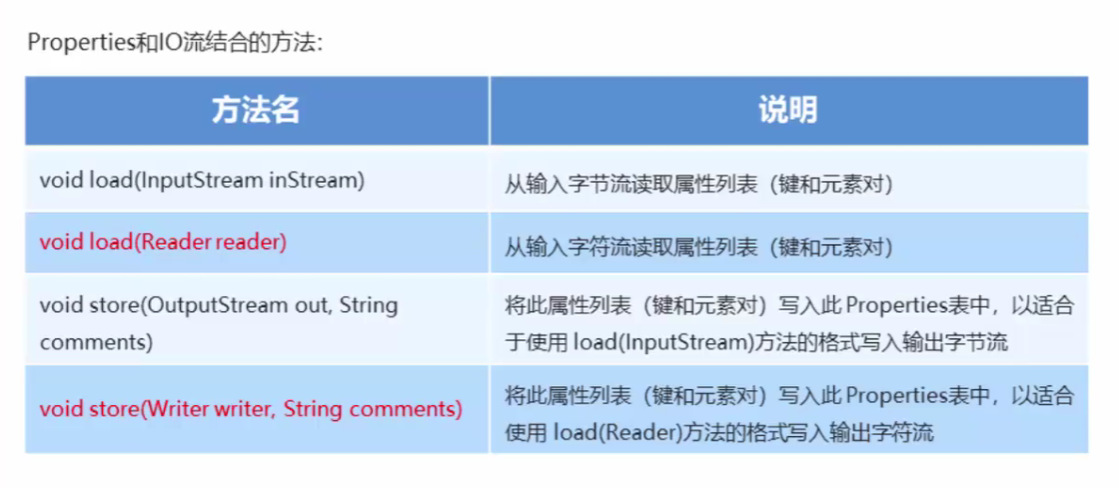 Properties和IO流结合的方法：
方法名
说明
void load(InputStream inStream)
从输入字节流读取属性列表（键和元素对）
void load(Reader reader)
从输入字符流读取属性列表（键和元素对）
void store(OutputStream out, String
comments)
将此属性列表（键和元素对）写入此 Properties表中，以适合
于使用 load(InputStream)方法的格式写入输出字节流
void store(Writer writer, String comments)
将此属性列表（键和元素对）写入此 Properties表中，以适合
使用 load(Reader)方法的格式写入输出字符流